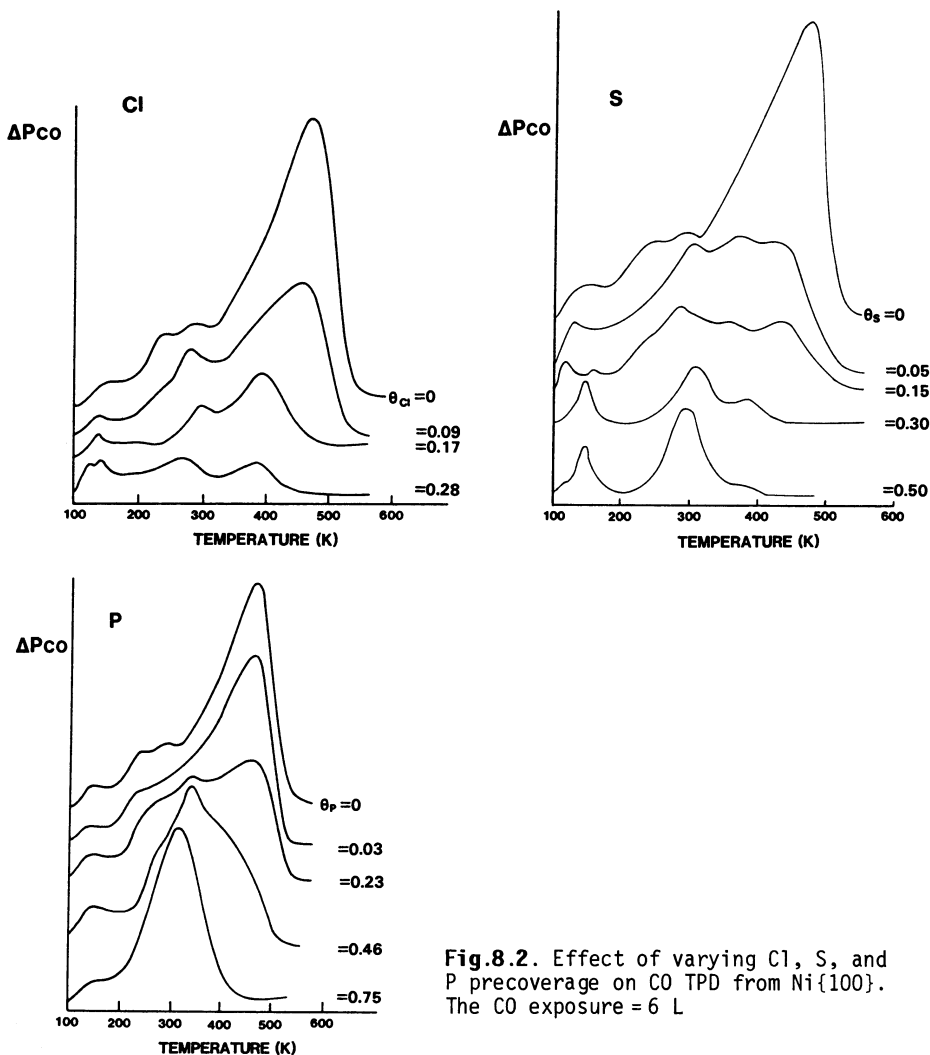 Cl
ΔPco
θCl =0
=0.09
=0.17
=0.28
100 200 300 400 500 600
TEMPERATURE (K)
S
ΔPco
θS =0
=0.05
=0.15
=0.30
=0.50
100 200 300 400 500 600
TEMPERATURE (K)
P
ΔPco
θP =0
=0.03
=0.23
=0.46
=0.75
100 200 300 400 500 600
TEMPERATURE (K)
Fig.8.2. Effect of varying Cl, S, and
P precoverage on CO TPD from Ni{100}.
The CO exposure = 6 L